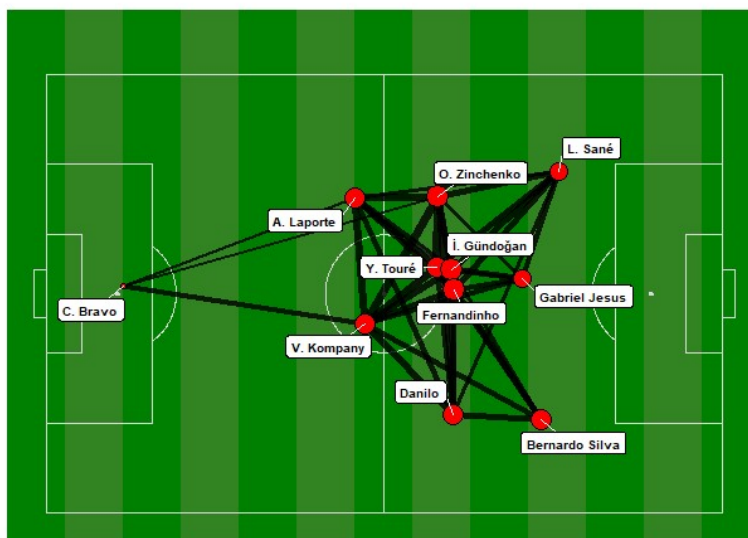 L. Sané
O. Zinchenko
A. Laporte
İ. Gündoğan
Y. Touré
Gabriel Jesus
C. Bravo
Fernandinho
V. Kompany
Danilo
Bernardo Silva